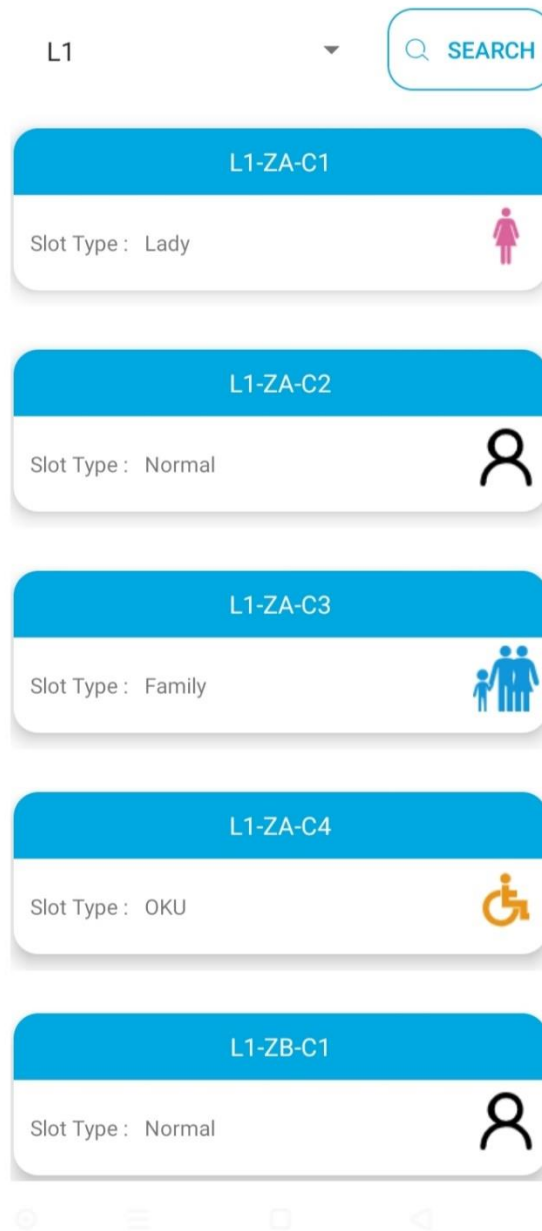 L1
SEARCH
L1-ZA-C1
Slot Type : Lady
L1-ZA-C2
Slot Type : Normal
L1-ZA-C3
Slot Type : Family
L1-ZA-C4
Slot Type : OKU
L1-ZB-C1
Slot Type : Normal